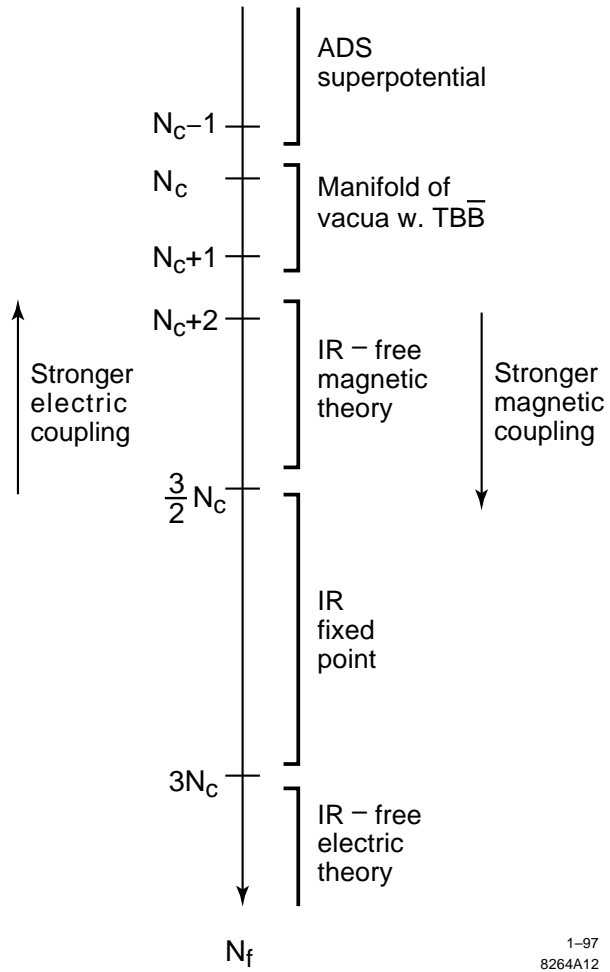 ADS
superpotential
N_c−1
N_c
Manifold of
vacua w. TBB̅
N_c+1
N_c+2
IR − free
magnetic
theory
Stronger
electric
coupling
Stronger
magnetic
coupling
3/2 N_c
IR
fixed
point
3N_c
IR − free
electric
theory
N_f
1–97
8264A12